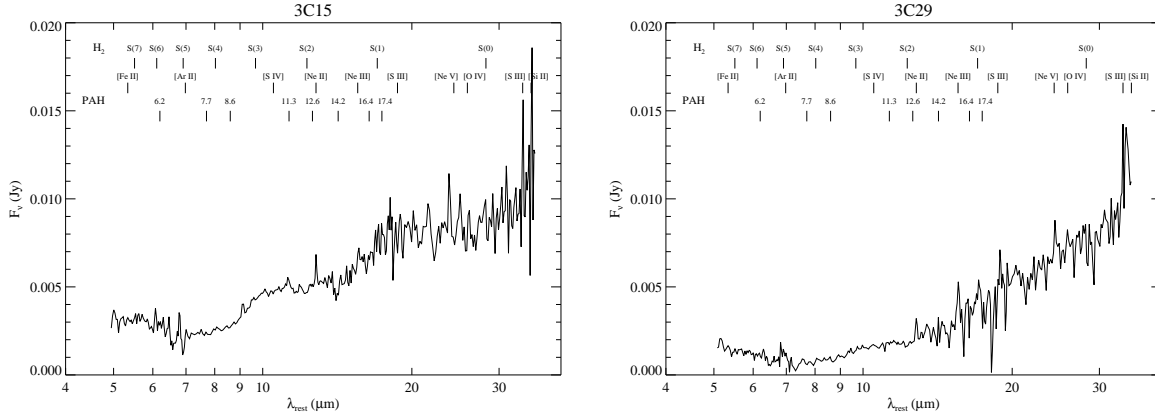 3C15
H2 S(7) S(6) S(5) S(4) S(3) S(2) S(1) S(0)
[Fe II] [Ar II] [S IV] [Ne II] [Ne III] [S III] [Ne V] [O IV] [S III] [Si II]
PAH 6.2 7.7 8.6 11.3 12.6 14.2 16.4 17.4
0.020
0.015
0.010
0.005
0.000
Fν (Jy)
4 5 6 7 8 9 10 20 30
λrest (μm)
3C29
H2 S(7) S(6) S(5) S(4) S(3) S(2) S(1) S(0)
[Fe II] [Ar II] [S IV] [Ne II] [Ne III] [S III] [Ne V] [O IV] [S III] [Si II]
PAH 6.2 7.7 8.6 11.3 12.6 14.2 16.4 17.4
0.020
0.015
0.010
0.005
0.000
Fν (Jy)
4 5 6 7 8 9 10 20 30
λrest (μm)